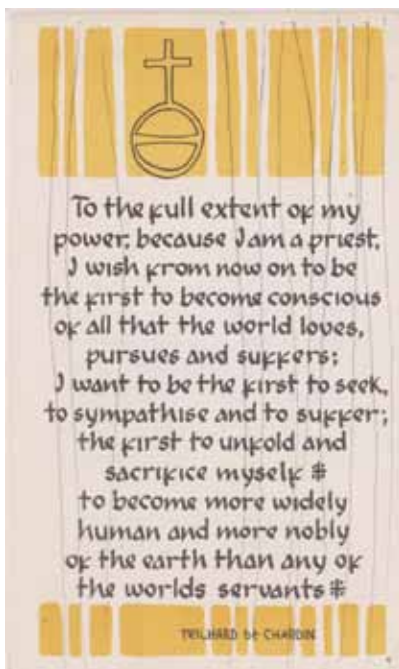 To the full extent of my
power, because I am a priest,
I wish from now on to be
the first to become conscious
of all that the world loves,
pursues and suffers;
I want to be the first to seek,
to sympathise and to suffer;
the first to unfold and
sacrifice myself ⁜
to become more widely
human and more nobly
of the earth than any of
the worlds servants ⁜
TEILHARD de CHARDIN